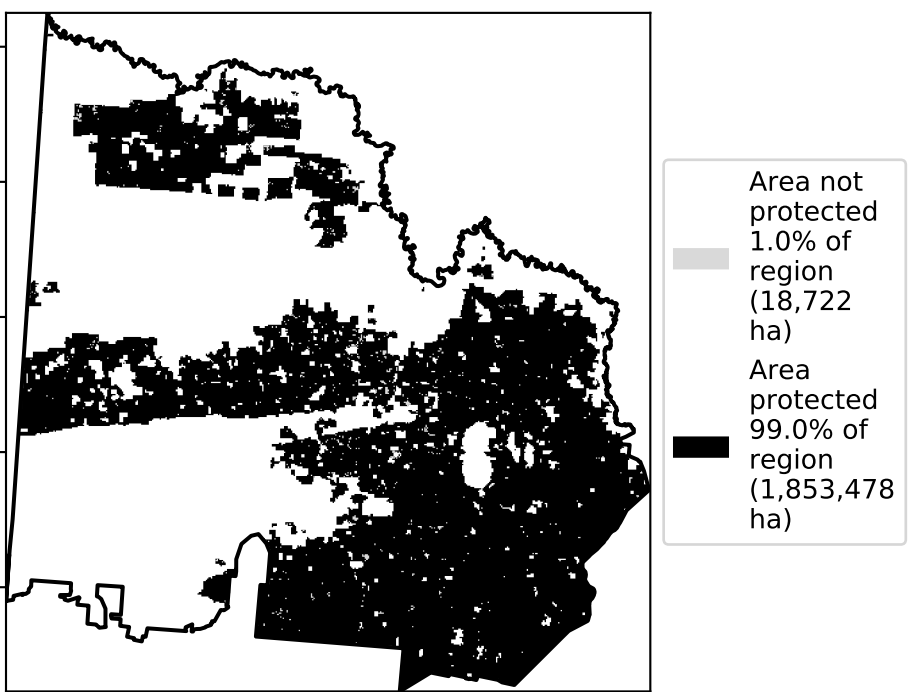 Area not
protected
1.0% of
region
(18,722
ha)
Area
protected
99.0% of
region
(1,853,478
ha)